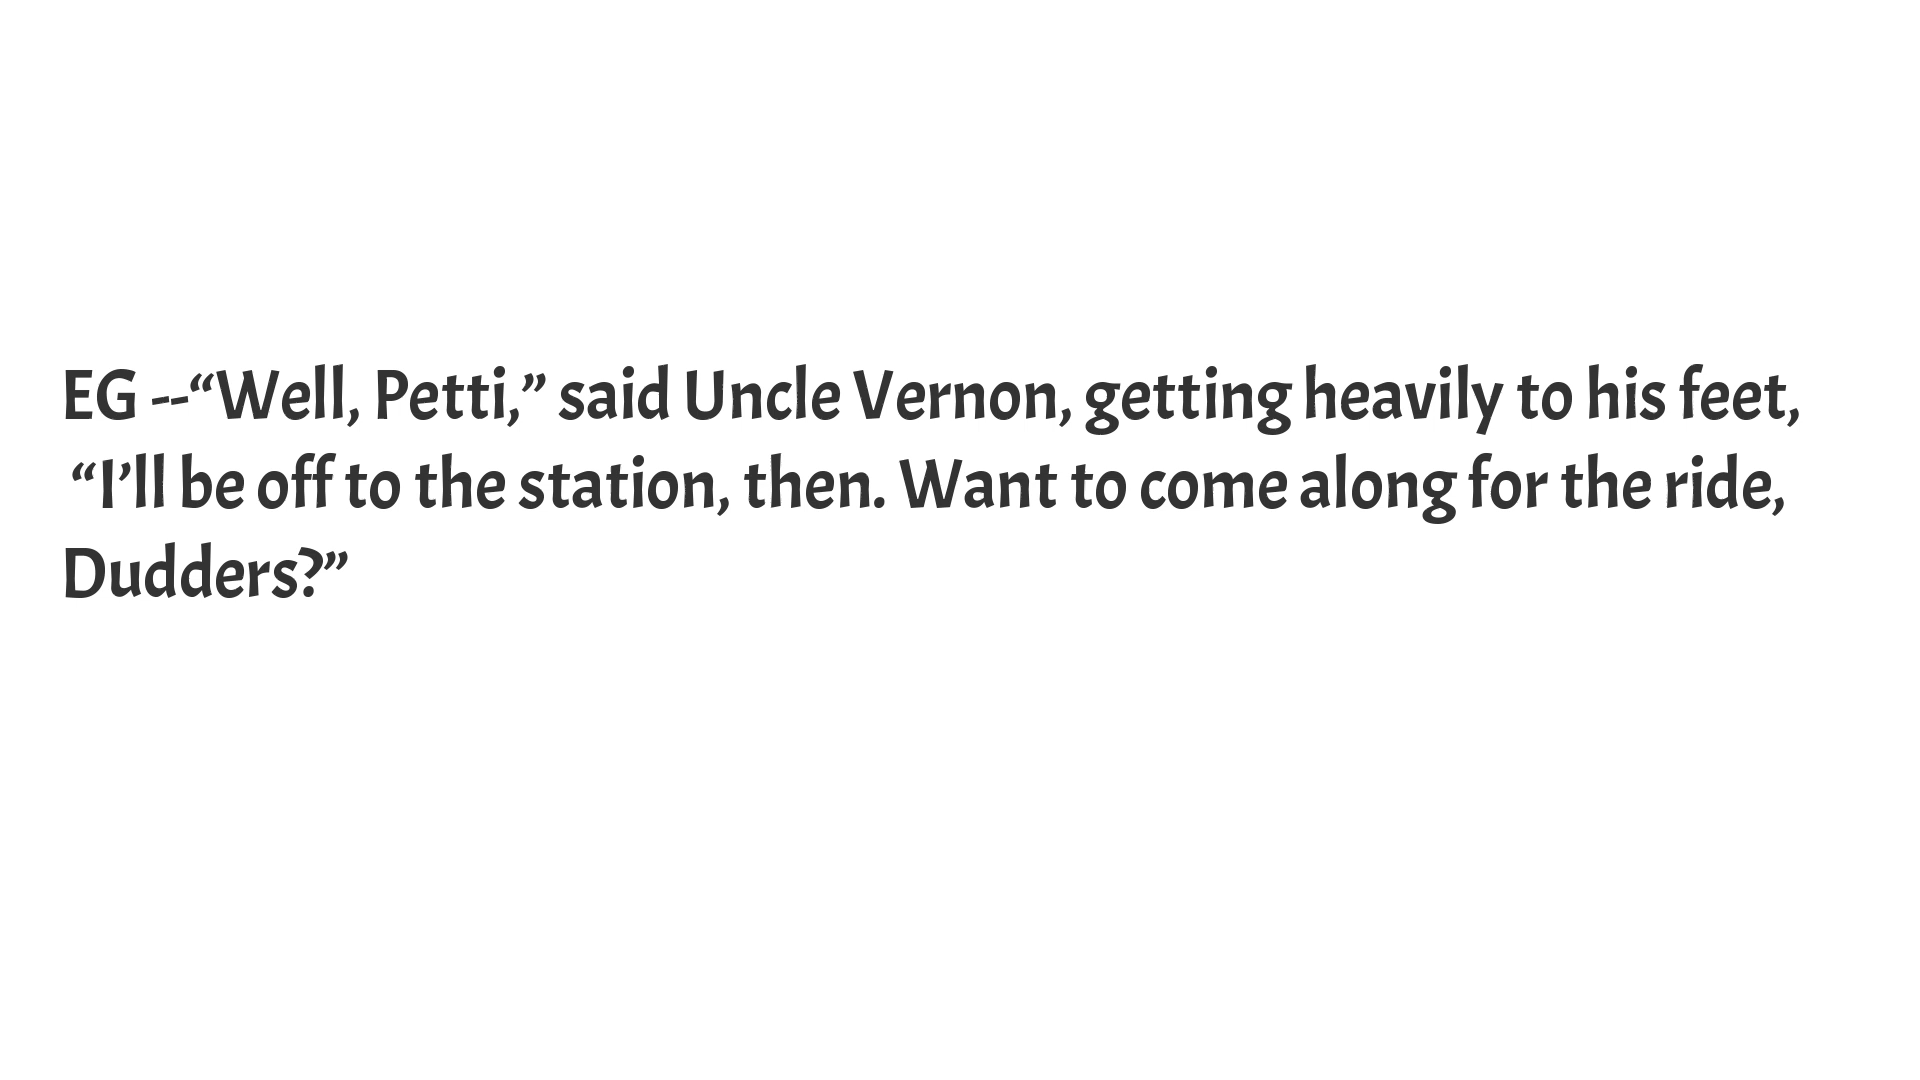 EG --“Well, Petti,” said Uncle Vernon, getting heavily to his feet,
“I’ll be off to the station, then. Want to come along for the ride,
Dudders?”